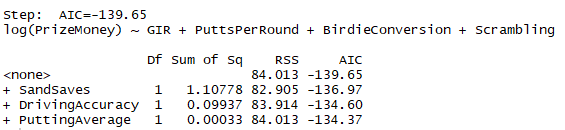 Step:  AIC=-139.65
log(PrizeMoney) ~ GIR + PuttsPerRound + BirdieConversion + Scrambling
Df Sum of Sq RSS AIC
<none> 84.013 -139.65
+ SandSaves 1 1.10778 82.905 -136.97
+ DrivingAccuracy 1 0.09937 83.914 -134.60
+ PuttingAverage 1 0.00033 84.013 -134.37